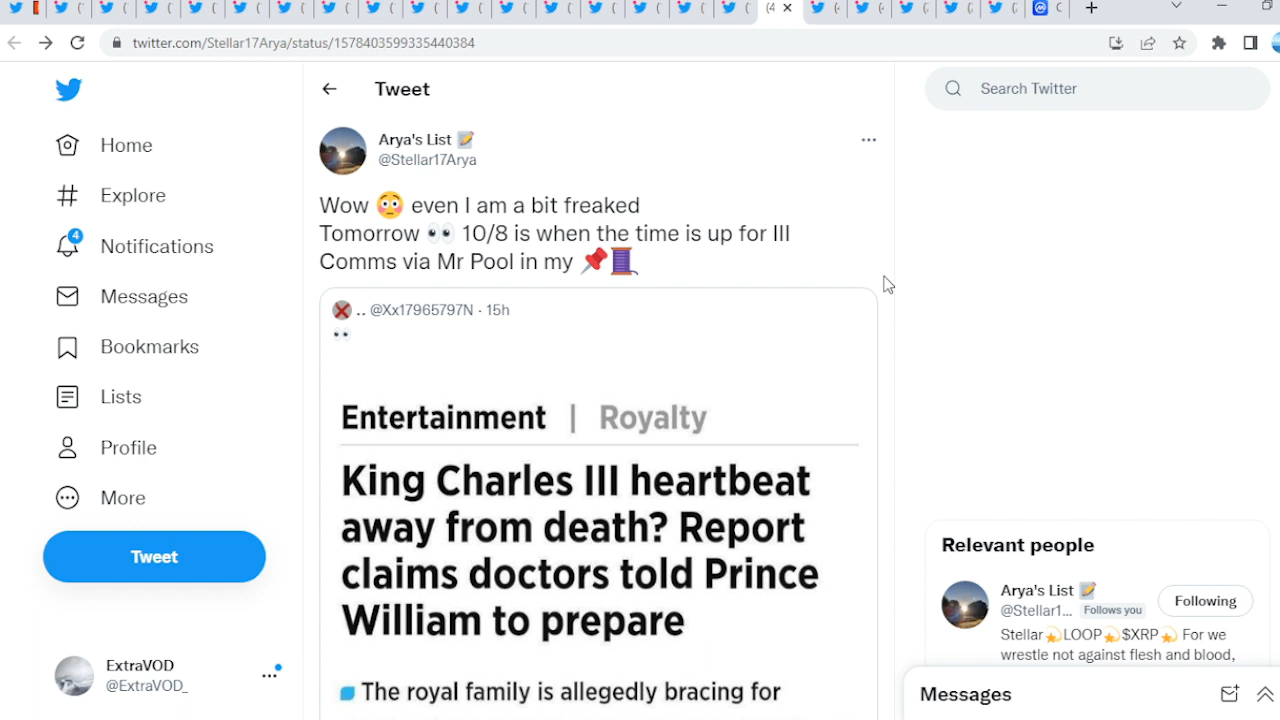 twitter.com/Stellar17Arya/status/1578403599335440384
Home
Explore
4
Notifications
Messages
Bookmarks
Lists
Profile
More
Tweet
ExtraVOD
@ExtraVOD_
Tweet
Arya's List
@Stellar17Arya
Wow 😳 even I am a bit freaked
Tomorrow 👀 10/8 is when the time is up for III
Comms via Mr Pool in my 📌🧵
.. @Xx17965797N · 15h
👀
Entertainment | Royalty
King Charles III heartbeat
away from death? Report
claims doctors told Prince
William to prepare
The royal family is allegedly bracing for
Search Twitter
Relevant people
Arya's List
@Stellar1... Follows you
Following
Stellar💫LOOP💫$XRP💫 For we
wrestle not against flesh and blood,
Messages